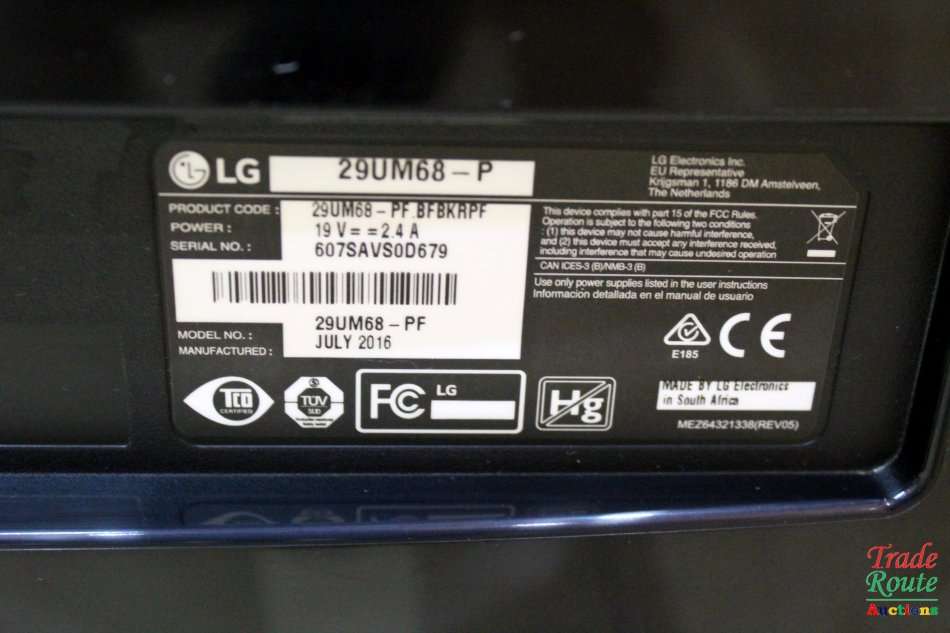 LG 29UM68-P
LG Electronics Inc.
EU Representative
Krijgsman 1, 1186 DM Amstelveen,
The Netherlands
PRODUCT CODE : 29UM68-PF.BFBKRPF
POWER : 19 V== 2.4 A
SERIAL NO. : 607SAVS0D679
MODEL NO. : 29UM68-PF
MANUFACTURED : JULY 2016
This device complies with part 15 of the FCC Rules.
Operation is subject to the following two conditions
: (1) this device may not cause harmful interference,
and (2) this device must accept any interference received,
including interference that may cause undesired operation
CAN ICES-3 (B)/NMB-3 (B)
Use only power supplies listed in the user instructions
Información detallada en el manual de usuario
E185
CE
TCO
CERTIFIED
TÜV
SÜD
FC LG
Hg
MADE BY LG Electronics
in South Africa
MEZ64321338(REV05)
Trade
Route
Auctions